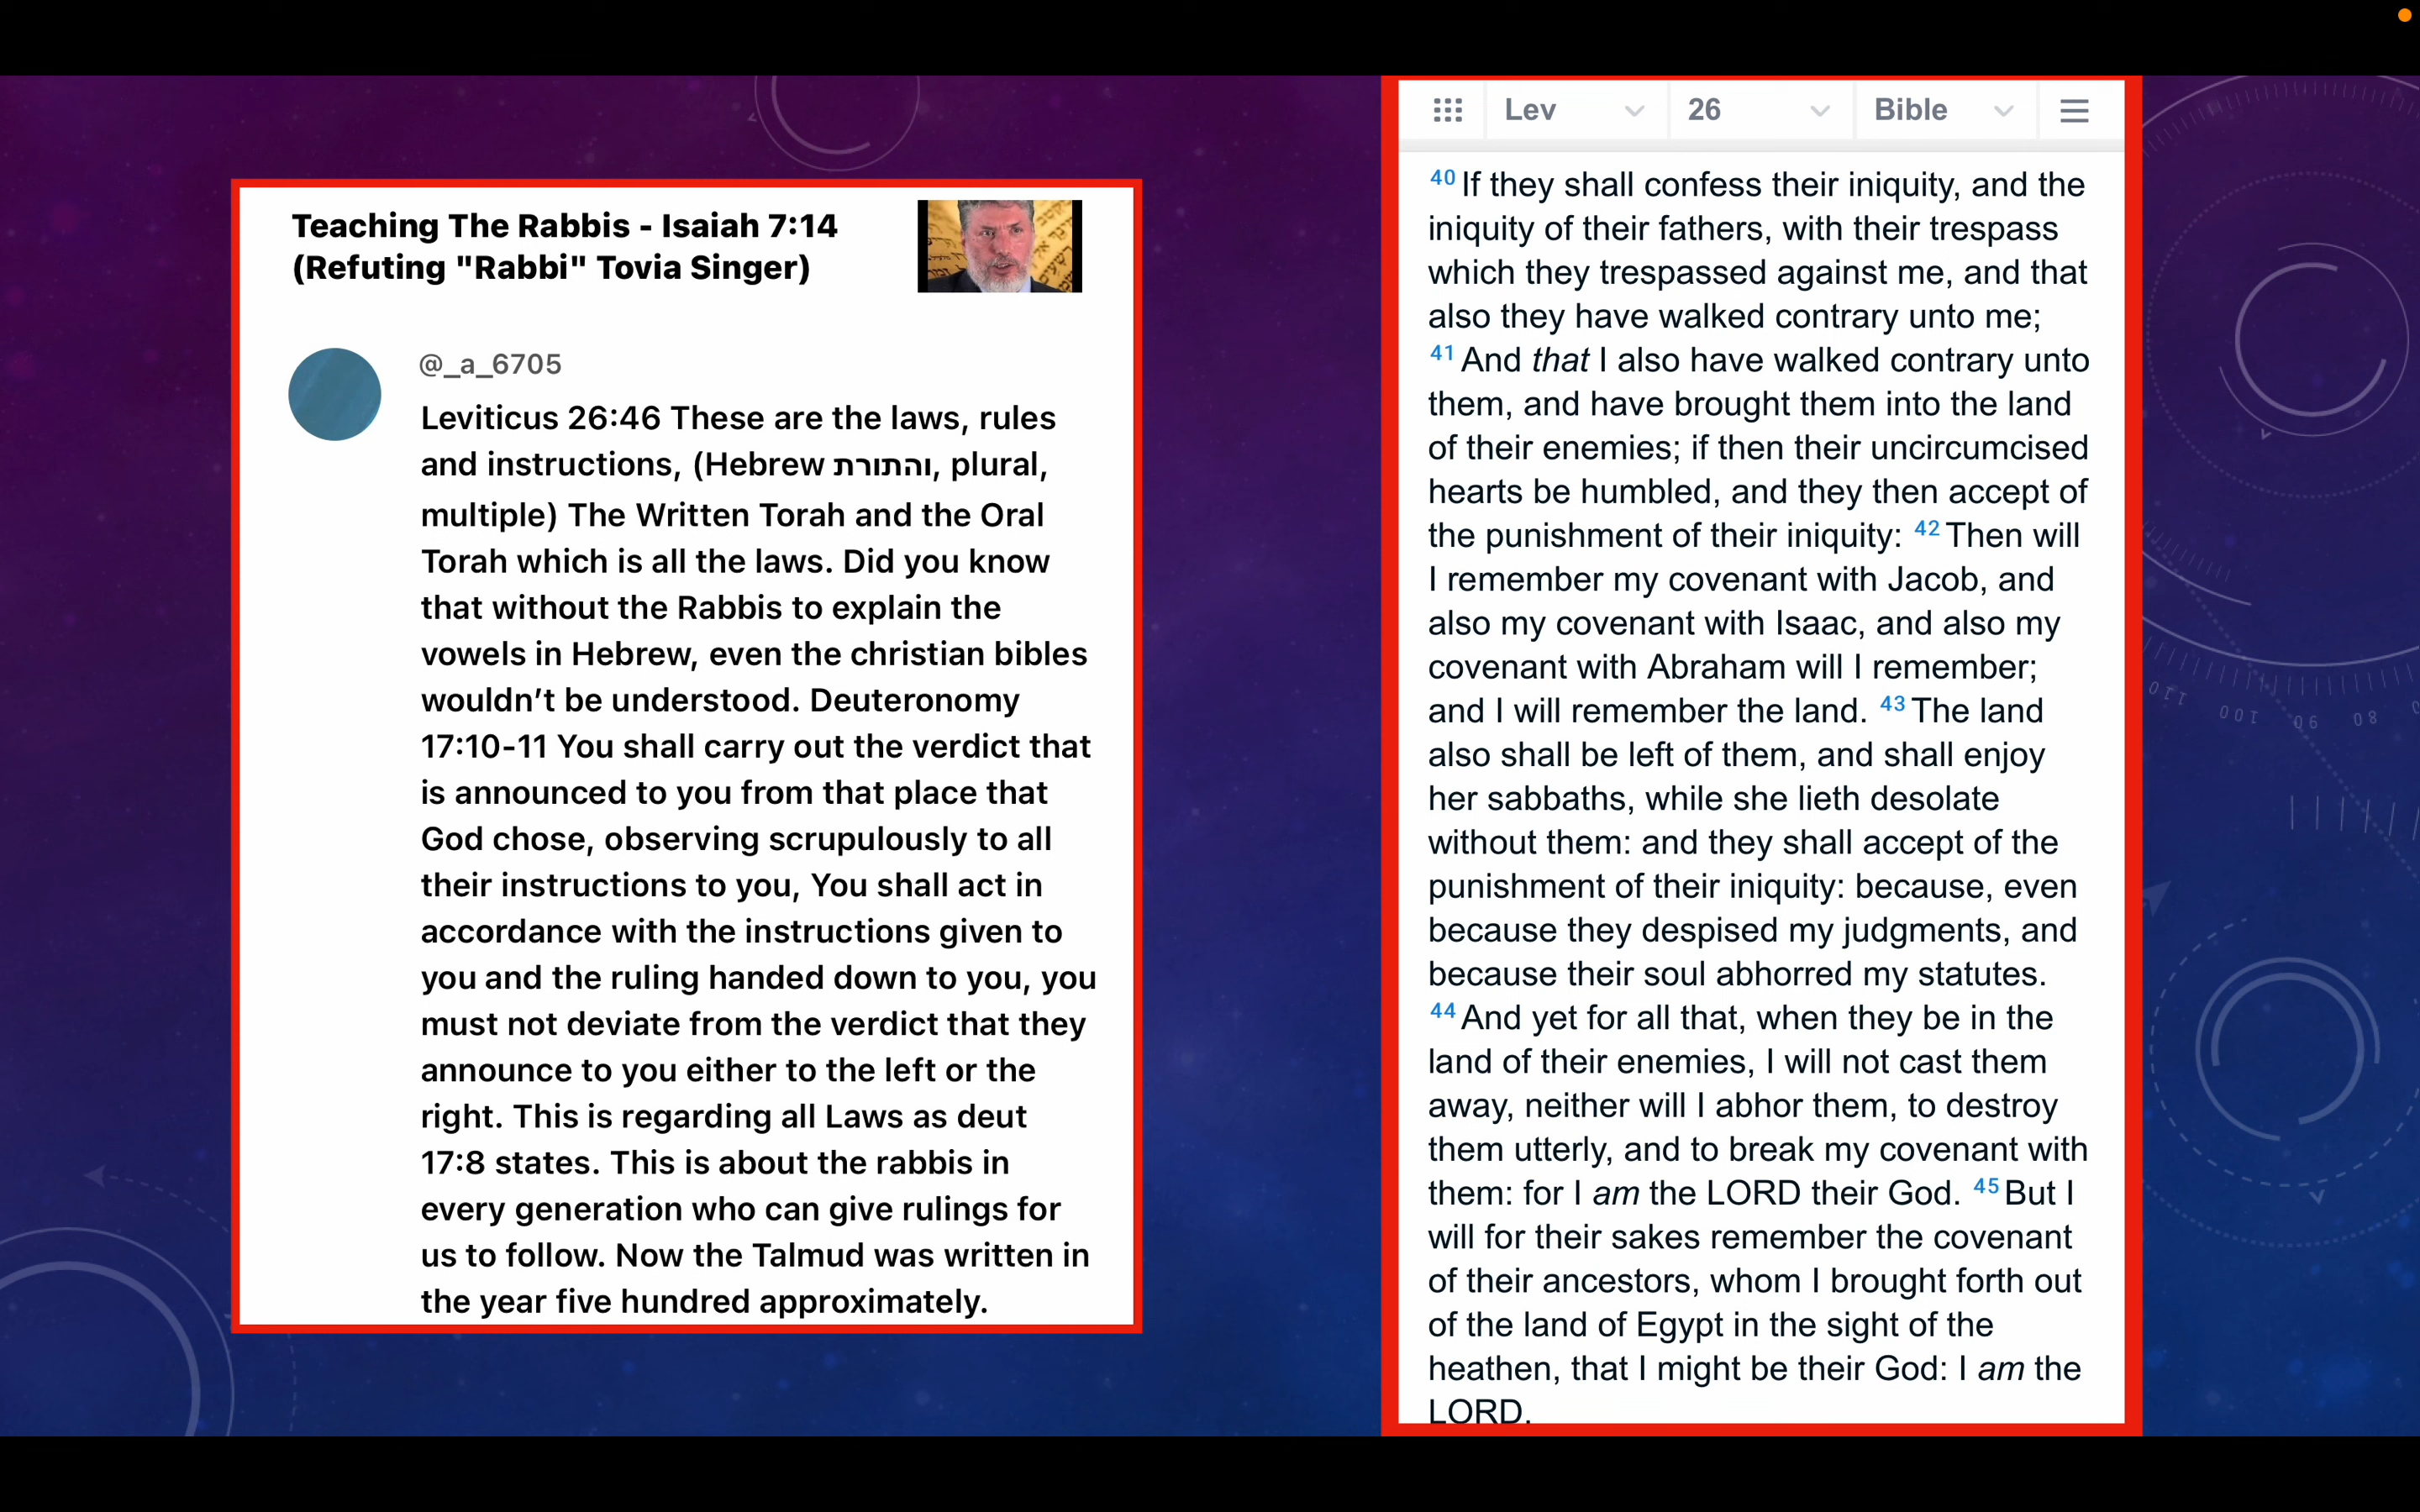 Teaching The Rabbis - Isaiah 7:14
(Refuting "Rabbi" Tovia Singer)
@_a_6705
Leviticus 26:46 These are the laws, rules
and instructions, (Hebrew והתורת, plural,
multiple) The Written Torah and the Oral
Torah which is all the laws. Did you know
that without the Rabbis to explain the
vowels in Hebrew, even the christian bibles
wouldn’t be understood. Deuteronomy
17:10-11 You shall carry out the verdict that
is announced to you from that place that
God chose, observing scrupulously to all
their instructions to you, You shall act in
accordance with the instructions given to
you and the ruling handed down to you, you
must not deviate from the verdict that they
announce to you either to the left or the
right. This is regarding all Laws as deut
17:8 states. This is about the rabbis in
every generation who can give rulings for
us to follow. Now the Talmud was written in
the year five hundred approximately.
Lev 26 Bible
40 If they shall confess their iniquity, and the
iniquity of their fathers, with their trespass
which they trespassed against me, and that
also they have walked contrary unto me;
41 And that I also have walked contrary unto
them, and have brought them into the land
of their enemies; if then their uncircumcised
hearts be humbled, and they then accept of
the punishment of their iniquity: 42 Then will
I remember my covenant with Jacob, and
also my covenant with Isaac, and also my
covenant with Abraham will I remember;
and I will remember the land. 43 The land
also shall be left of them, and shall enjoy
her sabbaths, while she lieth desolate
without them: and they shall accept of the
punishment of their iniquity: because, even
because they despised my judgments, and
because their soul abhorred my statutes.
44 And yet for all that, when they be in the
land of their enemies, I will not cast them
away, neither will I abhor them, to destroy
them utterly, and to break my covenant with
them: for I am the LORD their God. 45 But I
will for their sakes remember the covenant
of their ancestors, whom I brought forth out
of the land of Egypt in the sight of the
heathen, that I might be their God: I am the
LORD.
110 100 90 80